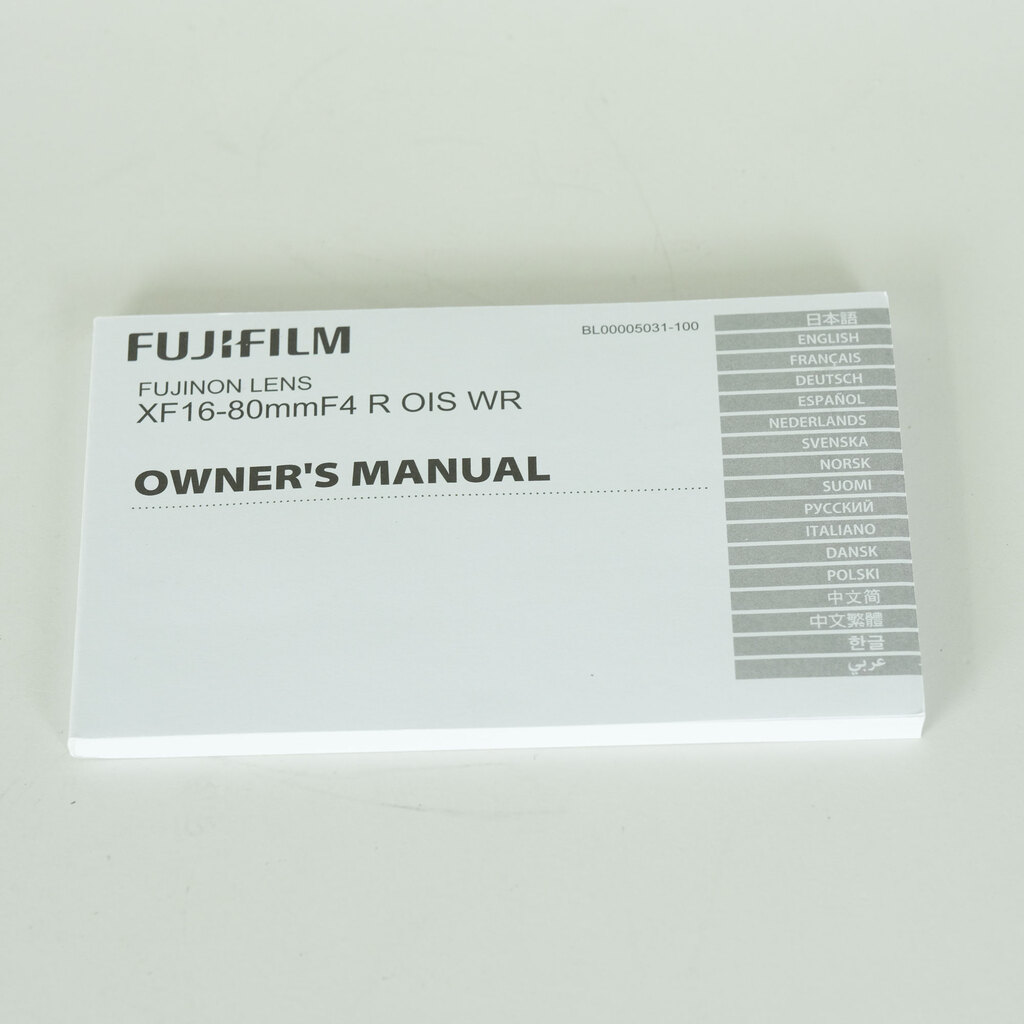 FUJIFILM
BL00005031-100
FUJINON LENS
XF16-80mmF4 R OIS WR
OWNER'S MANUAL
日本語
ENGLISH
FRANÇAIS
DEUTSCH
ESPAÑOL
NEDERLANDS
SVENSKA
NORSK
SUOMI
РУССКИЙ
ITALIANO
DANSK
POLSKI
中文简
中文繁體
한글
عربي